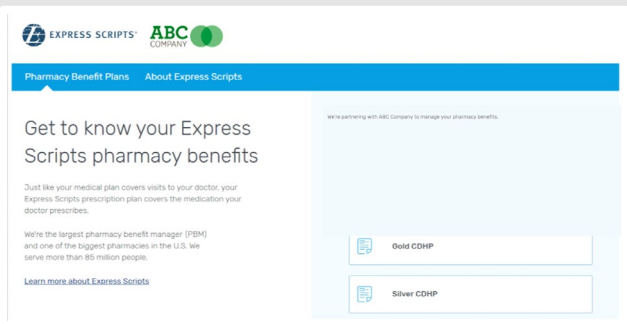 EXPRESS SCRIPTS®
ABC
COMPANY
Pharmacy Benefit Plans About Express Scripts
Get to know your Express
Scripts pharmacy benefits
Just like your medical plan covers visits to your doctor, your
Express Scripts prescription plan covers the medication your
doctor prescribes.
We're the largest pharmacy benefit manager (PBM)
and one of the biggest pharmacies in the U.S. We
serve more than 85 million people.
Learn more about Express Scripts
We're partnering with ABC Company to manage your pharmacy benefits.
Gold CDHP
Silver CDHP